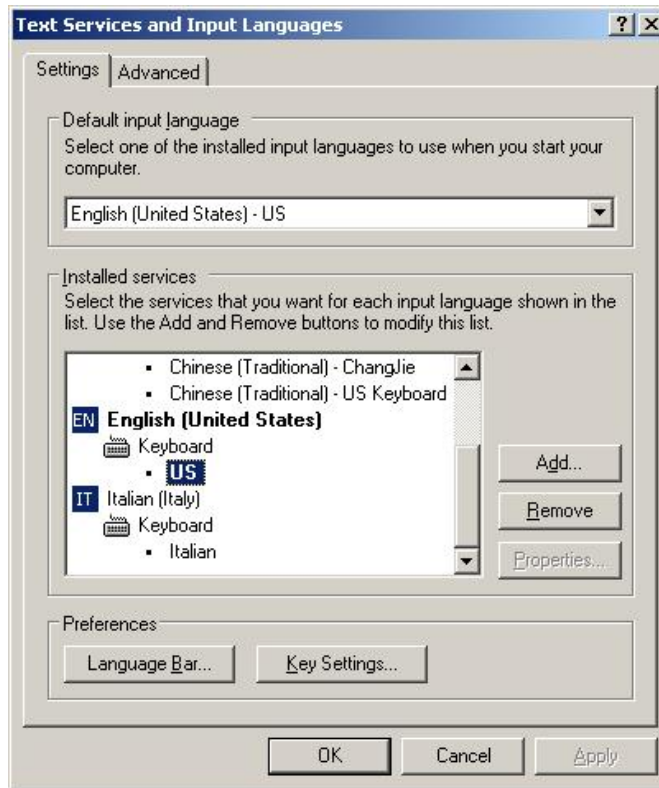 Text Services and Input Languages
Settings Advanced
Default input language
Select one of the installed input languages to use when you start your
computer.
English (United States) - US
Installed services
Select the services that you want for each input language shown in the
list. Use the Add and Remove buttons to modify this list.
Chinese (Traditional) - ChangJie
Chinese (Traditional) - US Keyboard
EN English (United States)
Keyboard
US
IT Italian (Italy)
Keyboard
Italian
Add...
Remove
Properties...
Preferences
Language Bar... Key Settings...
OK Cancel Apply